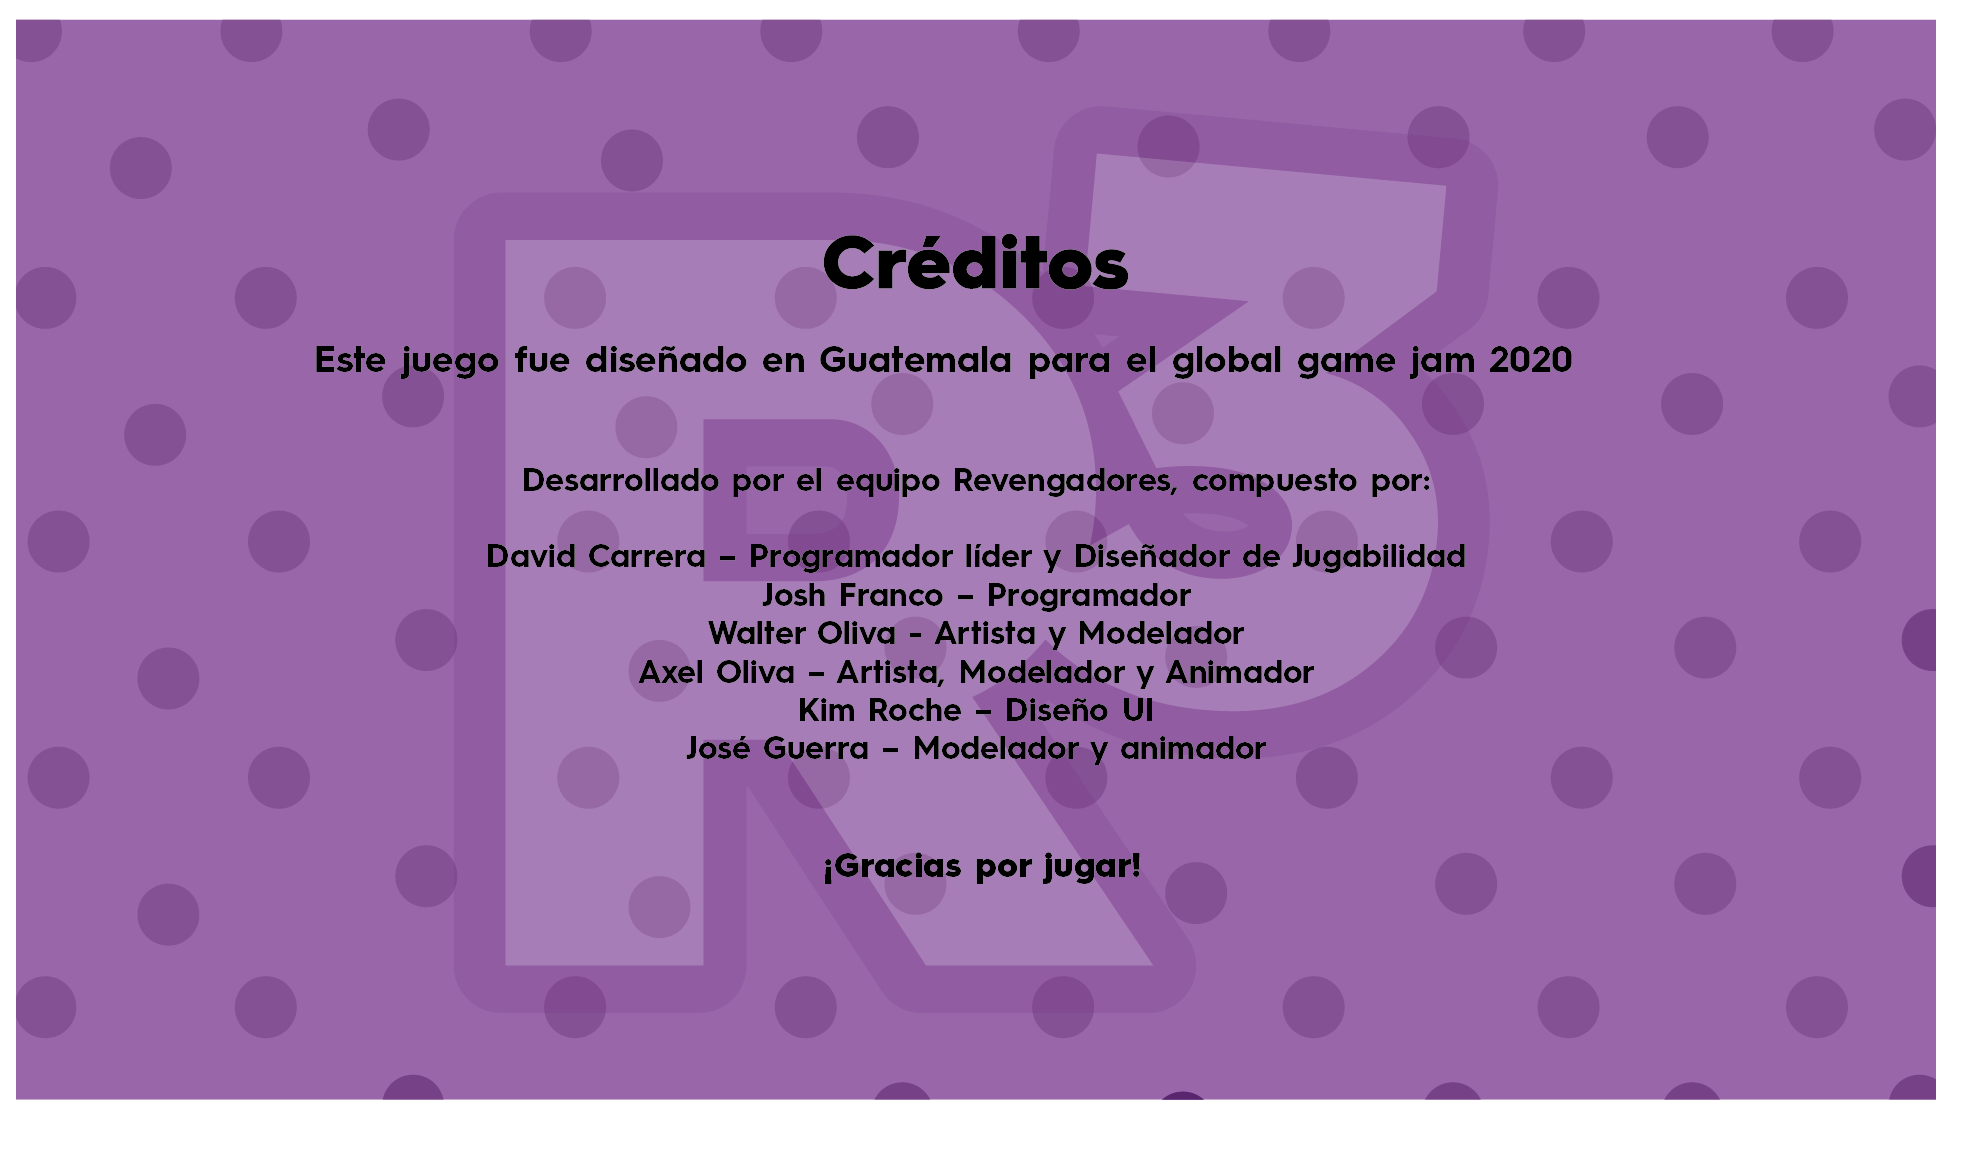 Créditos
Este juego fue diseñado en Guatemala para el global game jam 2020
Desarrollado por el equipo Revengadores, compuesto por:
David Carrera – Programador líder y Diseñador de Jugabilidad
Josh Franco – Programador
Walter Oliva - Artista y Modelador
Axel Oliva – Artista, Modelador y Animador
Kim Roche – Diseño UI
José Guerra – Modelador y animador
¡Gracias por jugar!